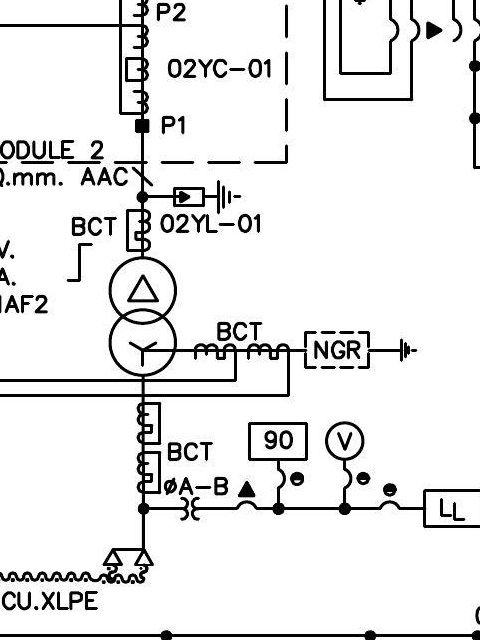 P2
02YC-01
P1
ODULE 2
Q.mm. AAC
BCT
02YL-01
V.
A.
AF2
BCT
NGR
BCT
90
V
øA-B
LL
CU.XLPE